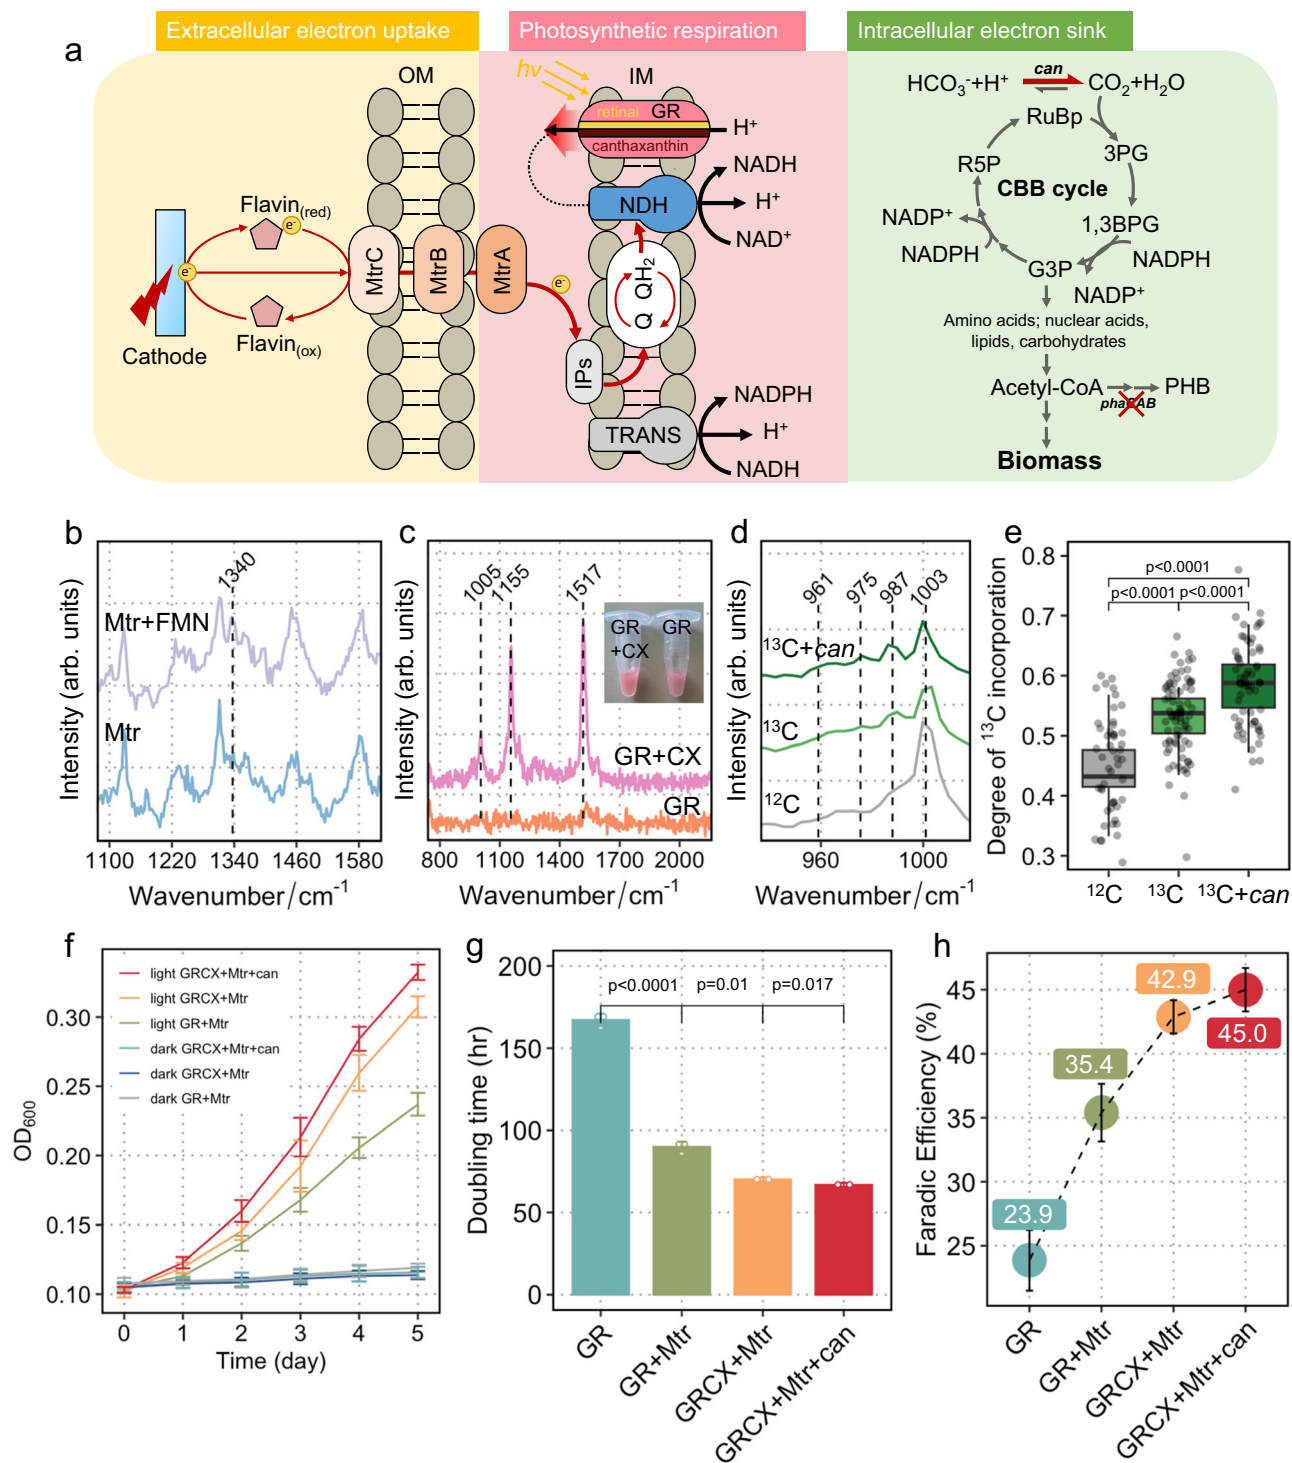 a
Extracellular electron uptake
Photosynthetic respiration
Intracellular electron sink
OM
hν
IM
retinal GR
canthaxanthin
H⁺
NADH
NDH
H⁺
NAD⁺
Flavin(red)
e⁻
e⁻
MtrC
MtrB
MtrA
e⁻
Cathode
Flavin(ox)
Q QH₂
IPs
NADPH
TRANS
H⁺
NADH
HCO₃⁻+H⁺
can
CO₂+H₂O
RuBp
3PG
R5P
CBB cycle
NADP⁺
1,3BPG
NADPH
NADPH
G3P
NADP⁺
Amino acids; nuclear acids,
lipids, carbohydrates
Acetyl-CoA
PHB
phaCAB
Biomass
b
Intensity (arb. units)
1340
Mtr+FMN
Mtr
1100 1220 1340 1460 1580
Wavenumber/cm⁻¹
c
Intensity (arb. units)
1005
1155
1517
GR
+CX
GR
GR+CX
GR
800 1100 1400 1700 2000
Wavenumber/cm⁻¹
d
Intensity (arb. units)
961
975
987
1003
¹³C+can
¹³C
¹²C
960 1000
Wavenumber/cm⁻¹
e
Degree of ¹³C incorporation
0.8
0.7
0.6
0.5
0.4
0.3
p<0.0001
p<0.0001 p<0.0001
¹²C ¹³C ¹³C+can
f
OD₆₀₀
0.30
0.25
0.20
0.15
0.10
light GRCX+Mtr+can
light GRCX+Mtr
light GR+Mtr
dark GRCX+Mtr+can
dark GRCX+Mtr
dark GR+Mtr
0 1 2 3 4 5
Time (day)
g
Doubling time (hr)
200
150
100
50
0
p<0.0001 p=0.01 p=0.017
GR
GR+Mtr
GRCX+Mtr
GRCX+Mtr+can
h
Faradic Efficiency (%)
45
40
35
30
25
23.9
35.4
42.9
45.0
GR
GR+Mtr
GRCX+Mtr
GRCX+Mtr+can